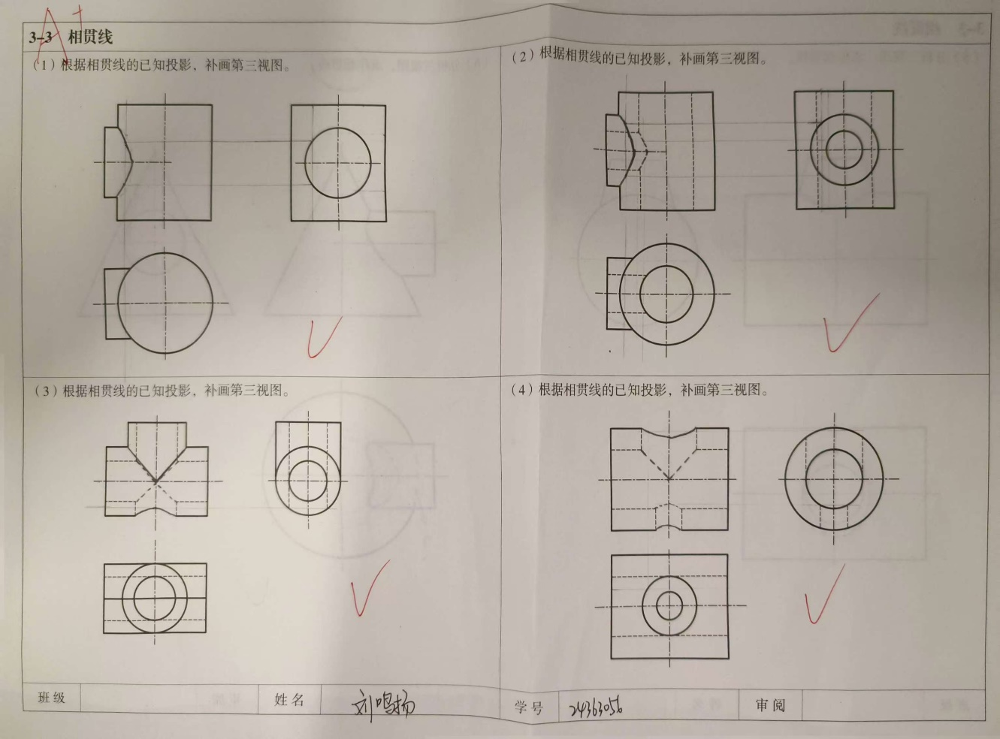 A+
3-3 相贯线
(1)根据相贯线的已知投影，补画第三视图。
(2)根据相贯线的已知投影，补画第三视图。
(3)根据相贯线的已知投影，补画第三视图。
(4)根据相贯线的已知投影，补画第三视图。
班级
姓名 刘鸣扬
学号 24363056
审阅